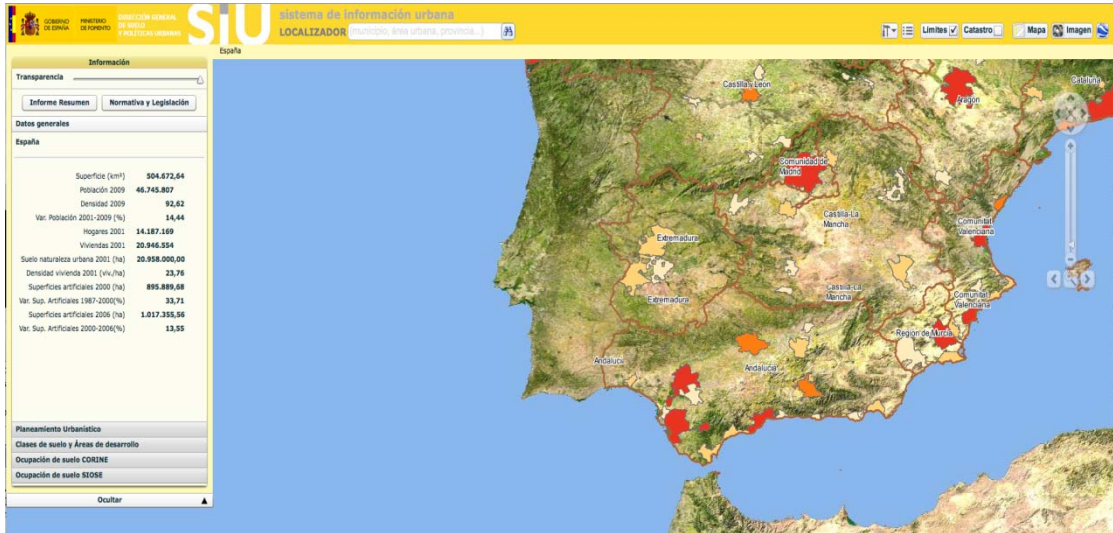 GOBIERNO DE ESPAÑA
MINISTERIO DE FOMENTO
DIRECCIÓN GENERAL DE SUELO Y POLÍTICAS URBANAS
SiU
sistema de información urbana
LOCALIZADOR (municipio, área urbana, provincia...)
Límites
Catastro
Mapa
Imagen
España
Información
Transparencia
Informe Resumen
Normativa y Legislación
Datos generales
España
Superficie (km²) 504.672,64
Población 2009 46.745.807
Densidad 2009 92,62
Var. Población 2001-2009 (%) 14,44
Hogares 2001 14.187.169
Viviendas 2001 20.946.554
Suelo naturaleza urbana 2001 (ha) 20.958.000,00
Densidad vivienda 2001 (viv./ha) 23,76
Superficies artificiales 2000 (ha) 895.889,68
Var. Sup. Artificiales 1987-2000(%) 33,71
Superficies artificiales 2006 (ha) 1.017.355,56
Var. Sup. Artificiales 2000-2006(%) 13,55
Planeamiento Urbanístico
Clases de suelo y Áreas de desarrollo
Ocupación de suelo CORINE
Ocupación de suelo SIOSE
Ocultar
Castilla y León
Aragon
Cataluña
Comunidad de Madrid
Castilla-La Mancha
Comunitat Valenciana
Extremadura
Castilla-La Mancha
Extremadura
Comunitat Valenciana
Región de Murcia
Andalucía
Andalucía